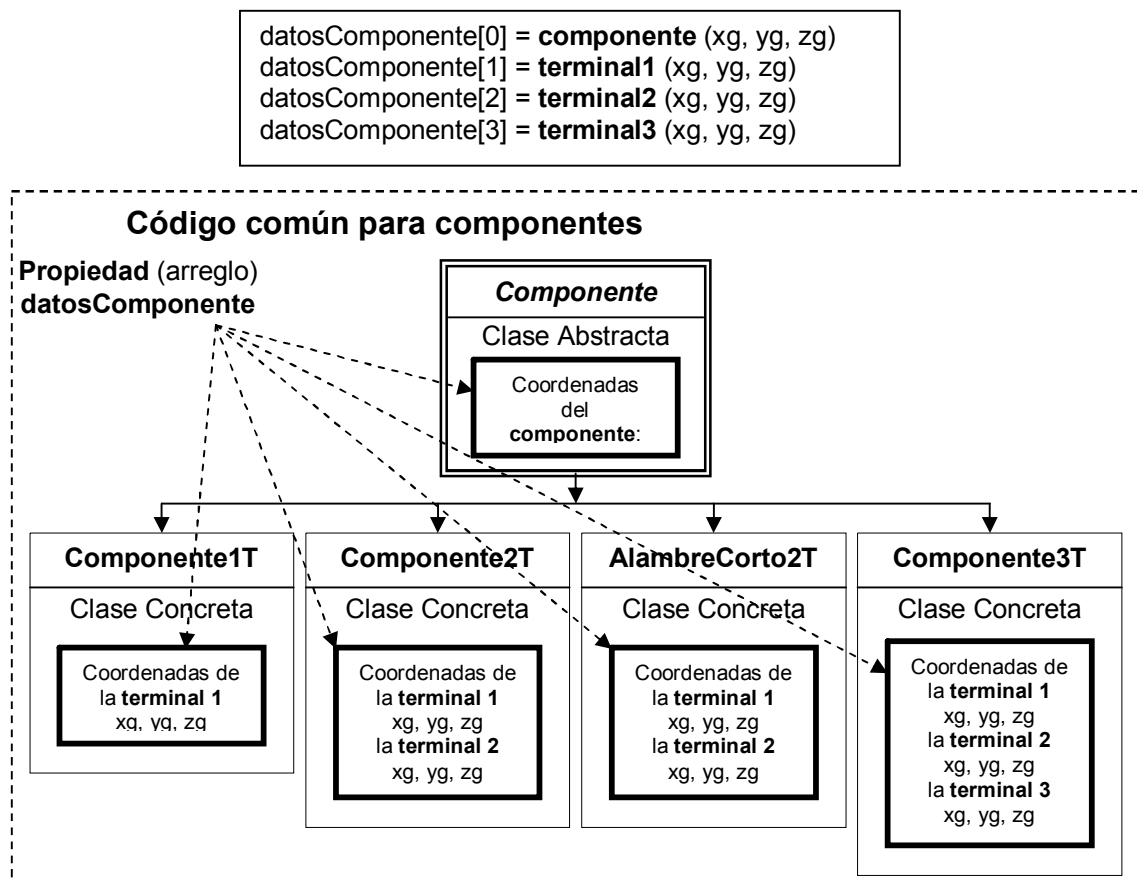 datosComponente[0] = componente (xg, yg, zg)
datosComponente[1] = terminal1 (xg, yg, zg)
datosComponente[2] = terminal2 (xg, yg, zg)
datosComponente[3] = terminal3 (xg, yg, zg)
Código común para componentes
Propiedad (arreglo)
datosComponente
Componente
Clase Abstracta
Coordenadas
del
componente:
Componente1T
Clase Concreta
Coordenadas de
la terminal 1
xg, yg, zg
Componente2T
Clase Concreta
Coordenadas de
la terminal 1
xg, yg, zg
la terminal 2
xg, yg, zg
AlambreCorto2T
Clase Concreta
Coordenadas de
la terminal 1
xg, yg, zg
la terminal 2
xg, yg, zg
Componente3T
Clase Concreta
Coordenadas de
la terminal 1
xg, yg, zg
la terminal 2
xg, yg, zg
la terminal 3
xg, yg, zg